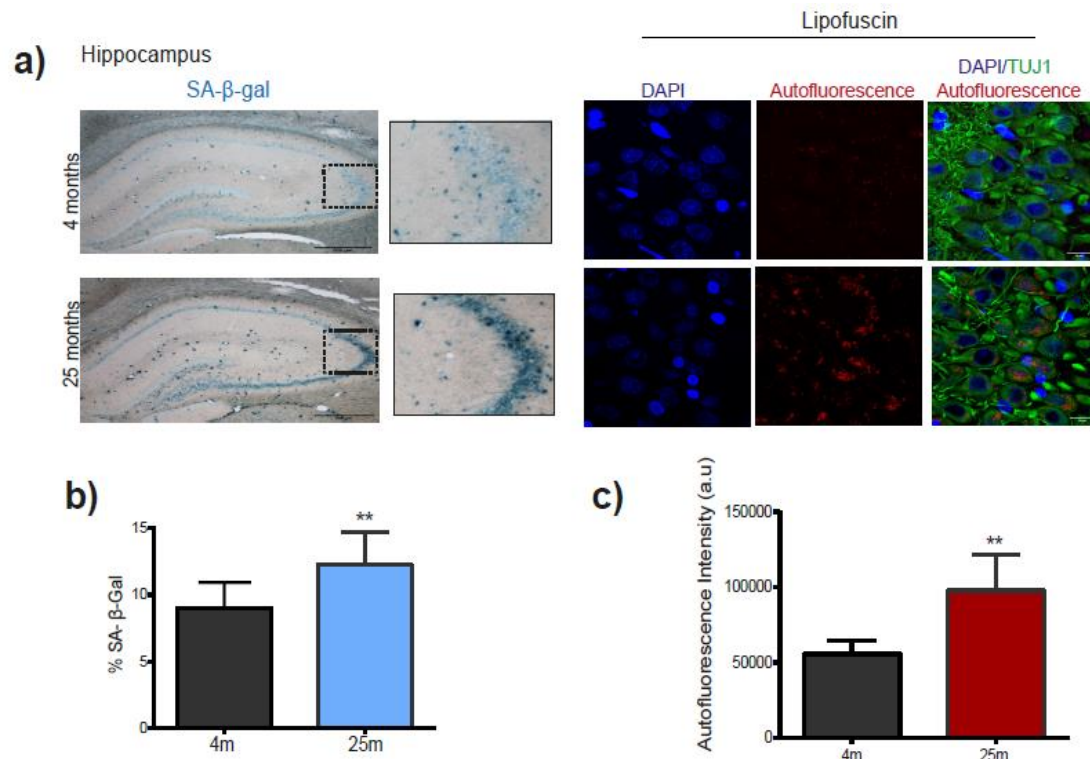 a)
Hippocampus
SA-β-gal
4 months
25 months
Lipofuscin
DAPI
Autofluorescence
DAPI/TUJ1
Autofluorescence
b)
**
% SA- β-Gal
15
10
5
0
4m
25m
c)
**
Autofluorescence Intensity (a.u)
150000
100000
50000
0
4m
25m